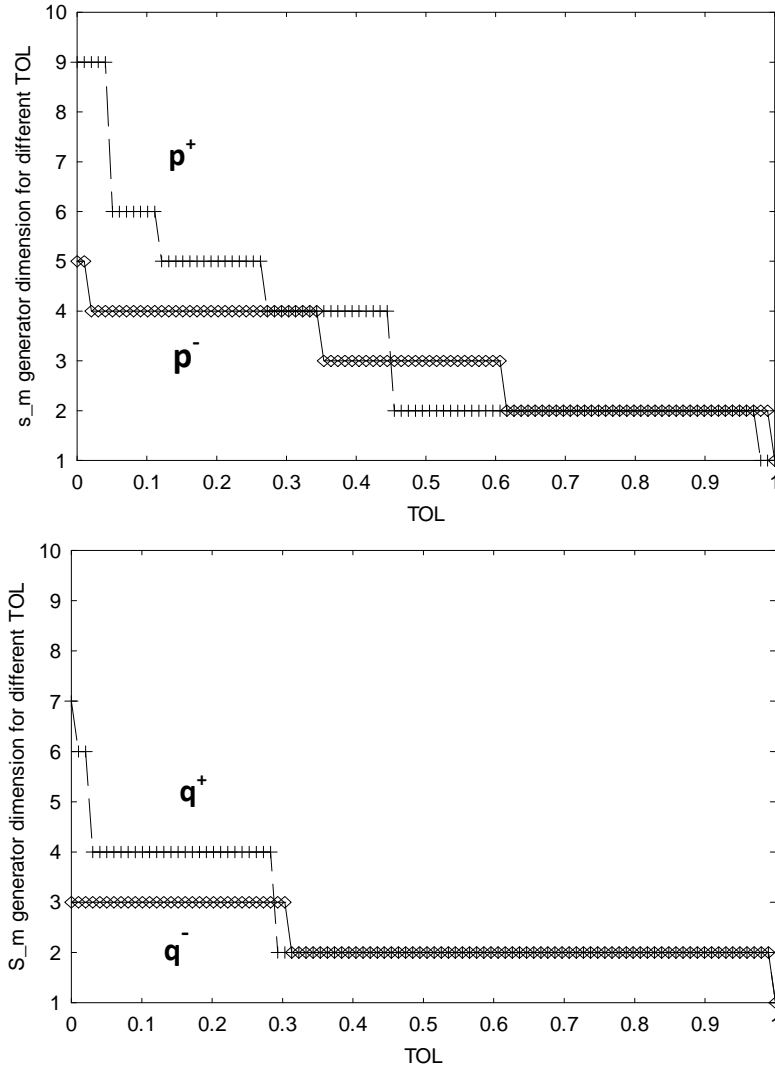 s_m generator dimension for different TOL
10
9
8
7
6
5
4
3
2
1
p+
p-
0 0.1 0.2 0.3 0.4 0.5 0.6 0.7 0.8 0.9 1
TOL
S_m generator dimension for different TOL
10
9
8
7
6
5
4
3
2
1
q+
q-
0 0.1 0.2 0.3 0.4 0.5 0.6 0.7 0.8 0.9 1
TOL